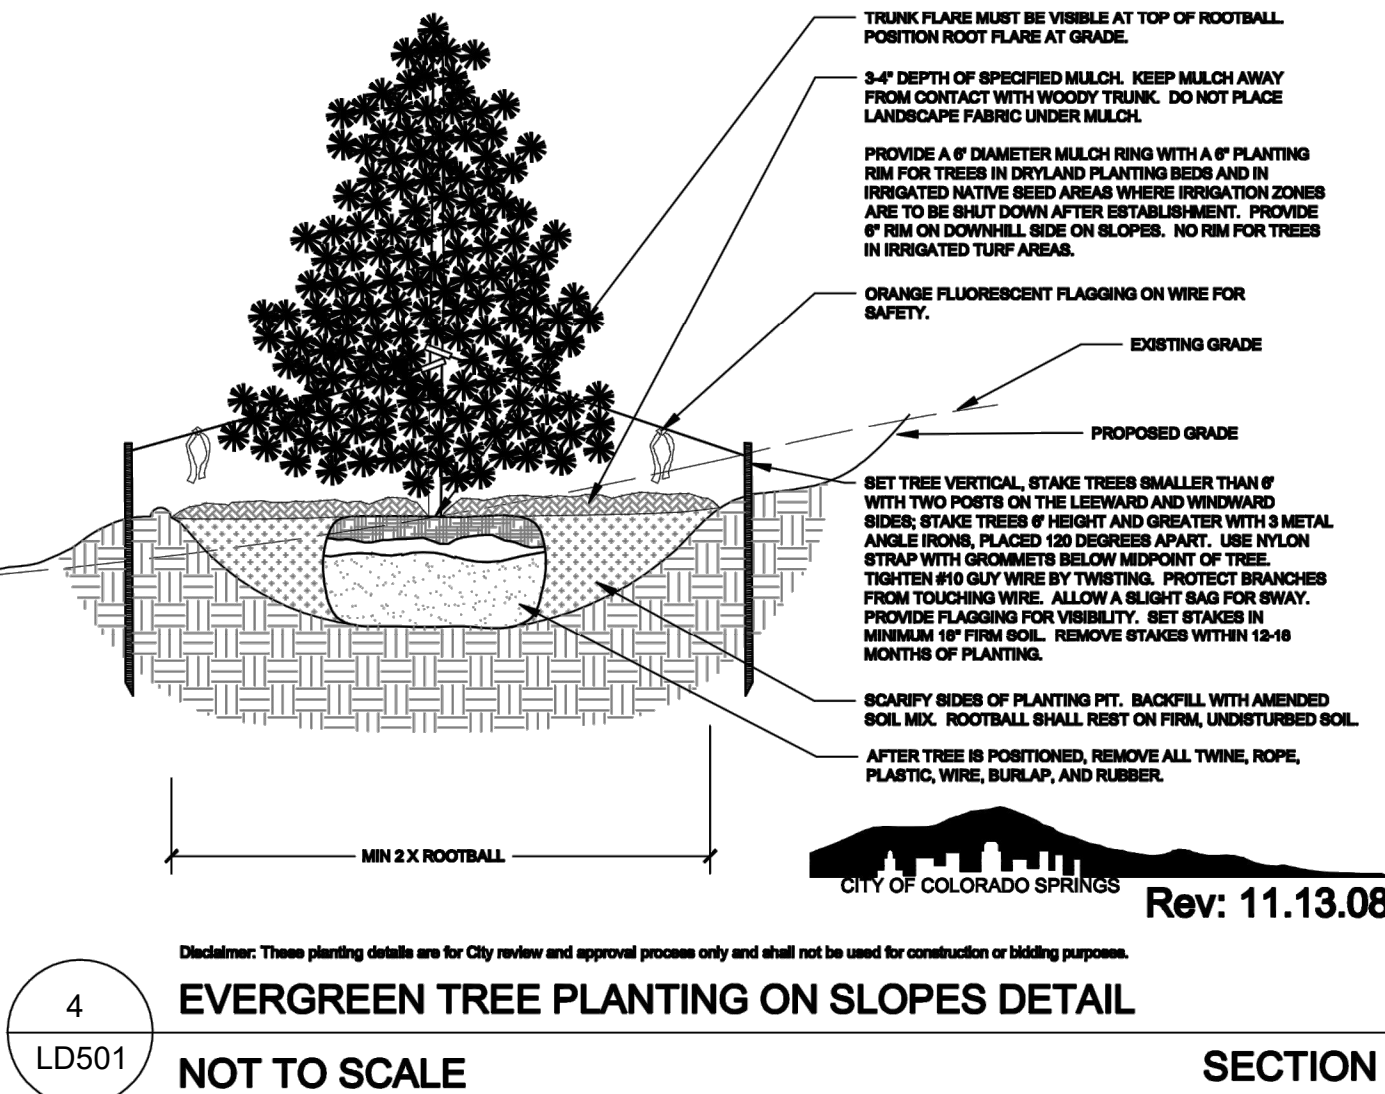 TRUNK FLARE MUST BE VISIBLE AT TOP OF ROOTBALL.
POSITION ROOT FLARE AT GRADE.
3-4" DEPTH OF SPECIFIED MULCH. KEEP MULCH AWAY
FROM CONTACT WITH WOODY TRUNK. DO NOT PLACE
LANDSCAPE FABRIC UNDER MULCH.
PROVIDE A 6' DIAMETER MULCH RING WITH A 6" PLANTING
RIM FOR TREES IN DRYLAND PLANTING BEDS AND IN
IRRIGATED NATIVE SEED AREAS WHERE IRRIGATION ZONES
ARE TO BE SHUT DOWN AFTER ESTABLISHMENT. PROVIDE
6" RIM ON DOWNHILL SIDE ON SLOPES. NO RIM FOR TREES
IN IRRIGATED TURF AREAS.
ORANGE FLUORESCENT FLAGGING ON WIRE FOR
SAFETY.
EXISTING GRADE
PROPOSED GRADE
SET TREE VERTICAL, STAKE TREES SMALLER THAN 6'
WITH TWO POSTS ON THE LEEWARD AND WINDWARD
SIDES; STAKE TREES 6' HEIGHT AND GREATER WITH 3 METAL
ANGLE IRONS, PLACED 120 DEGREES APART. USE NYLON
STRAP WITH GROMMETS BELOW MIDPOINT OF TREE.
TIGHTEN #10 GUY WIRE BY TWISTING. PROTECT BRANCHES
FROM TOUCHING WIRE. ALLOW A SLIGHT SAG FOR SWAY.
PROVIDE FLAGGING FOR VISIBILITY. SET STAKES IN
MINIMUM 18" FIRM SOIL. REMOVE STAKES WITHIN 12-18
MONTHS OF PLANTING.
SCARIFY SIDES OF PLANTING PIT. BACKFILL WITH AMENDED
SOIL MIX. ROOTBALL SHALL REST ON FIRM, UNDISTURBED SOIL.
AFTER TREE IS POSITIONED, REMOVE ALL TWINE, ROPE,
PLASTIC, WIRE, BURLAP, AND RUBBER.
MIN 2 X ROOTBALL
CITY OF COLORADO SPRINGS
Rev: 11.13.08
Disclaimer: These planting details are for City review and approval process only and shall not be used for construction or bidding purposes.
4
LD501
EVERGREEN TREE PLANTING ON SLOPES DETAIL
NOT TO SCALE
SECTION